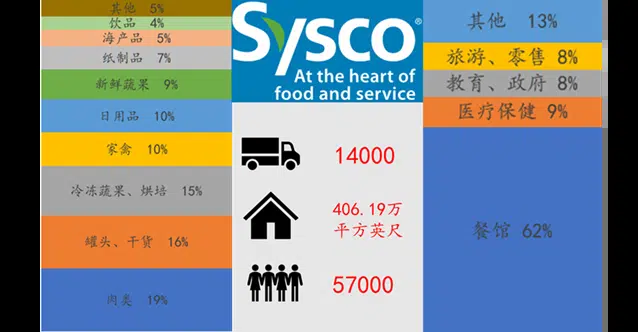 其他 5%
饮品 4%
海产品 5%
纸制品 7%
新鲜蔬果 9%
日用品 10%
家禽 10%
冷冻蔬果、烘培 15%
罐头、干货 16%
肉类 19%
Sysco®
At the heart of
food and service
14000
406.19万
平方英尺
57000
其他 13%
旅游、零售 8%
教育、政府 8%
医疗保健 9%
餐馆 62%